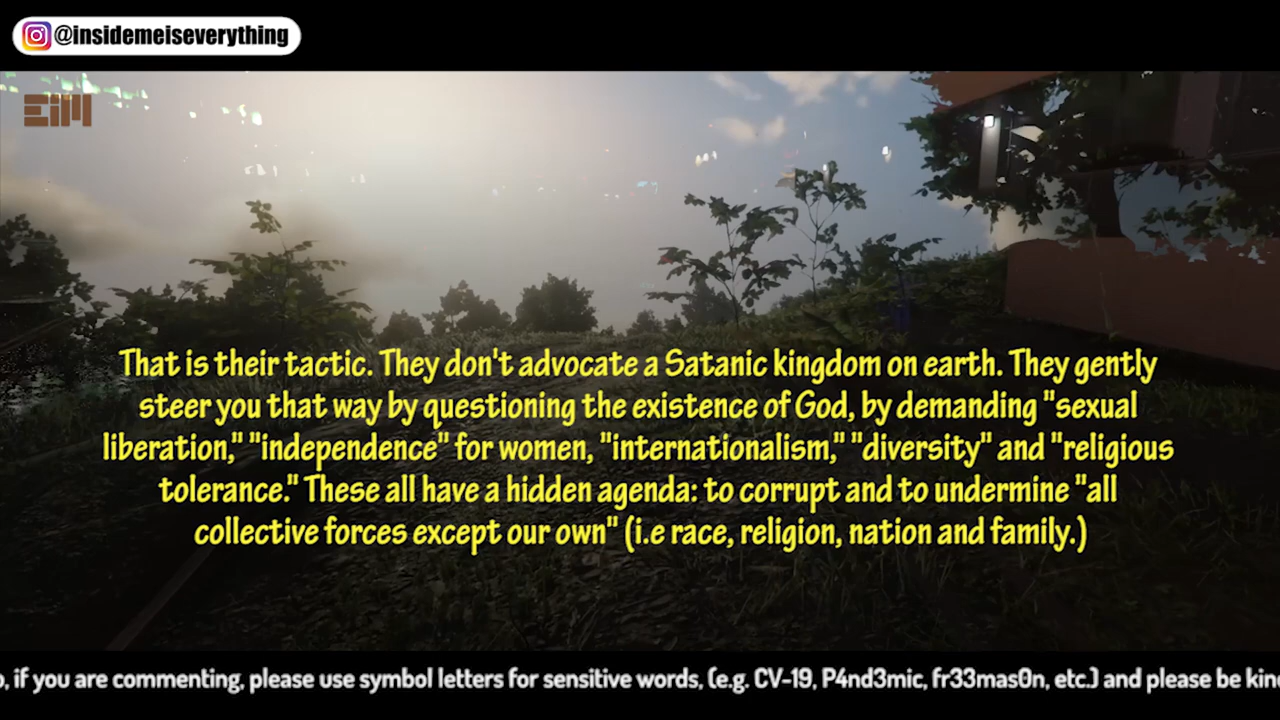 @insidemeiseverything
EiM
That is their tactic. They don't advocate a Satanic kingdom on earth. They gently
steer you that way by questioning the existence of God, by demanding "sexual
liberation," "independence" for women, "internationalism," "diversity" and "religious
tolerance." These all have a hidden agenda: to corrupt and to undermine "all
collective forces except our own" (i.e race, religion, nation and family.)
, if you are commenting, please use symbol letters for sensitive words, (e.g. CV-19, P4nd3mic, fr33mas0n, etc.) and please be